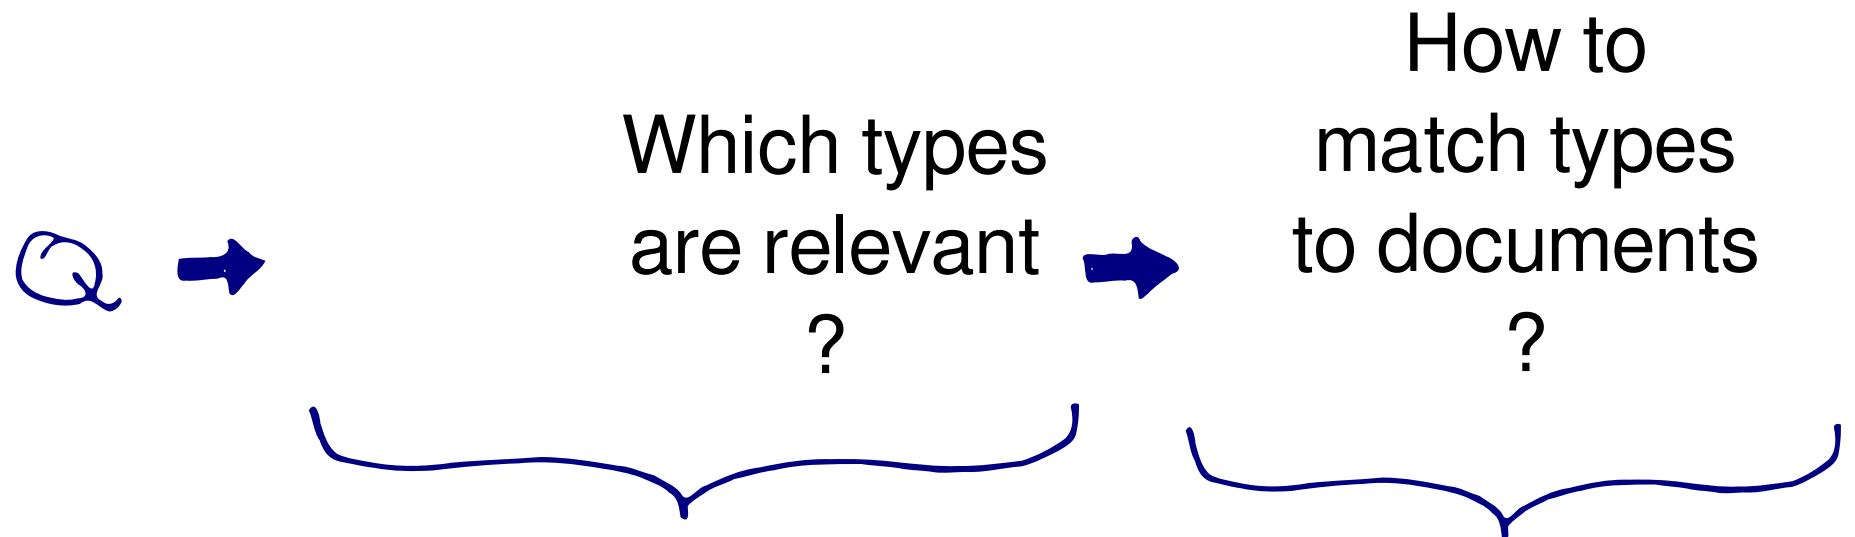 Q
Which types
are relevant
?
How to
match types
to documents
?